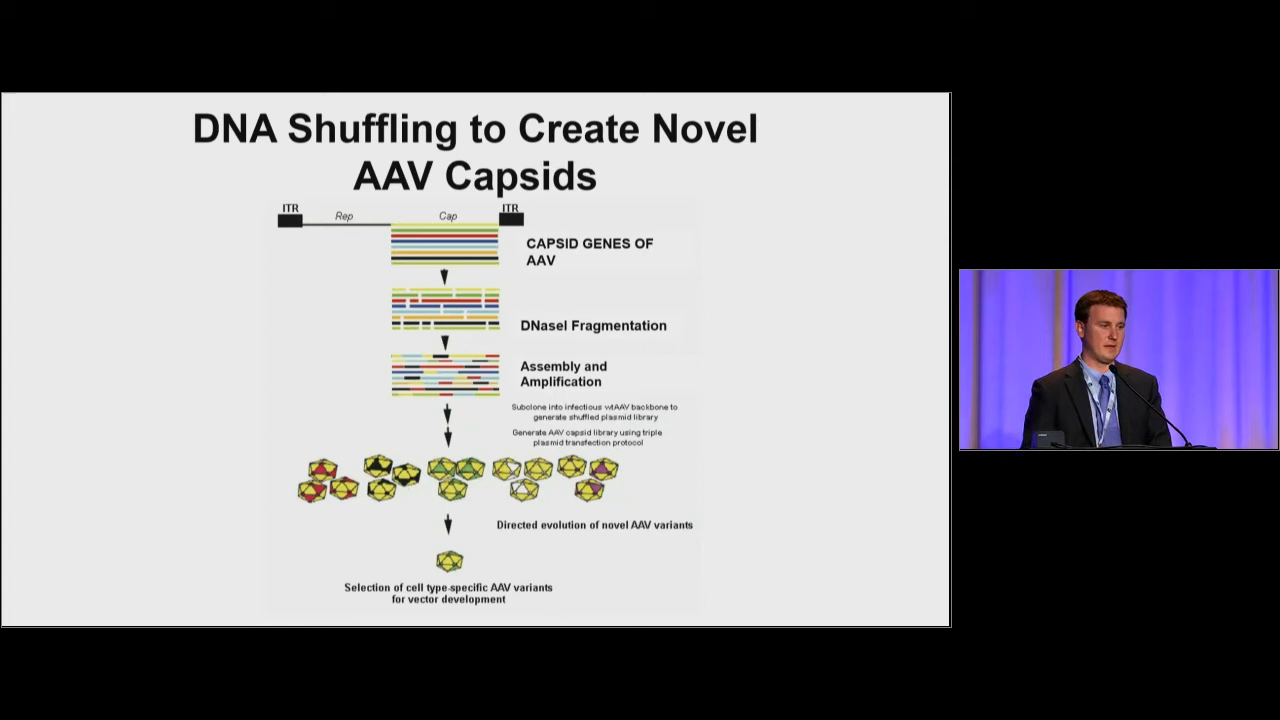 DNA Shuffling to Create Novel
AAV Capsids
ITR
Rep
Cap
ITR
CAPSID GENES OF
AAV
DNaseI Fragmentation
Assembly and
Amplification
Subclone into infectious wtAAV backbone to
generate shuffled plasmid library
Generate AAV capsid library using triple
plasmid transfection protocol
Directed evolution of novel AAV variants
Selection of cell type-specific AAV variants
for vector development